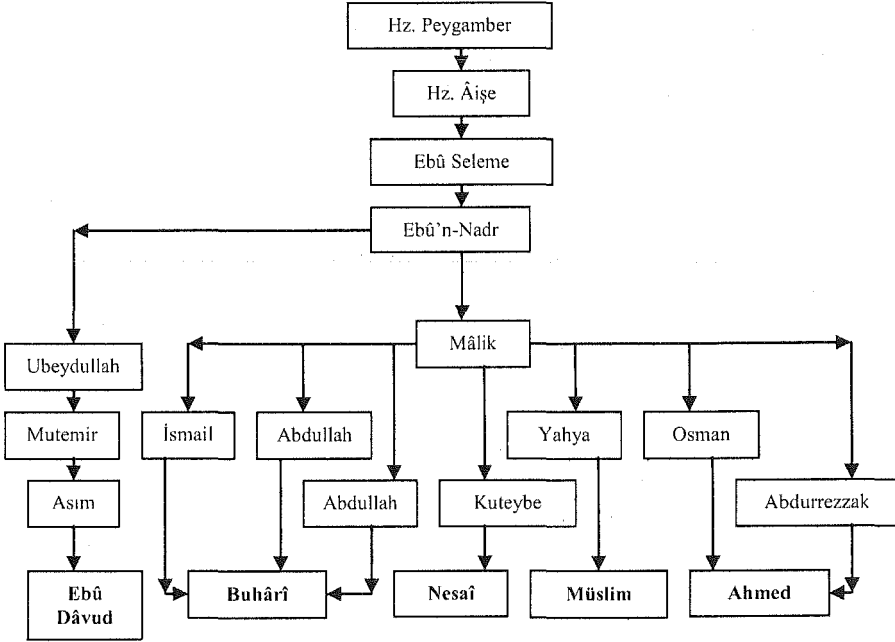 Hz. Peygamber
Hz. Âişe
Ebû Seleme
Ebû'n-Nadr
Mâlik
Ubeydullah
Mutemir
İsmail
Abdullah
Yahya
Osman
Asım
Abdullah
Kuteybe
Abdurrezzak
Ebû
Dâvud
Buhârî
Nesaî
Müslim
Ahmed